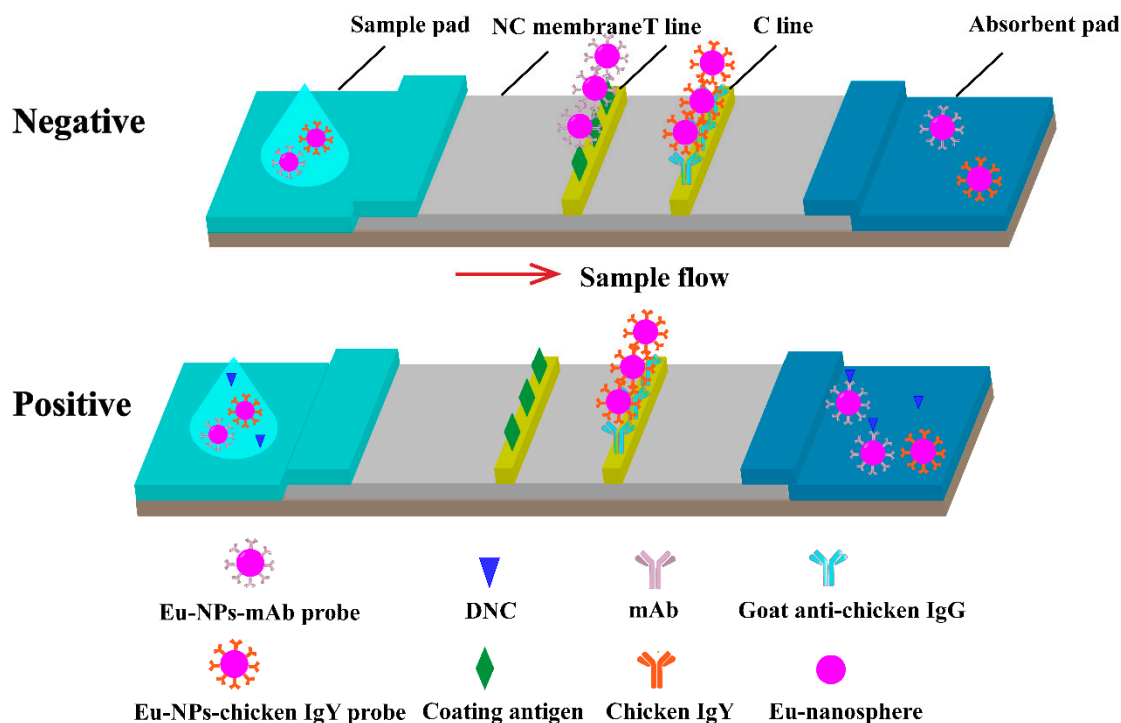 Sample pad
NC membrane
T line
C line
Absorbent pad
Negative
Sample flow
Positive
Eu-NPs-mAb probe
DNC
mAb
Goat anti-chicken IgG
Eu-NPs-chicken IgY probe
Coating antigen
Chicken IgY
Eu-nanosphere